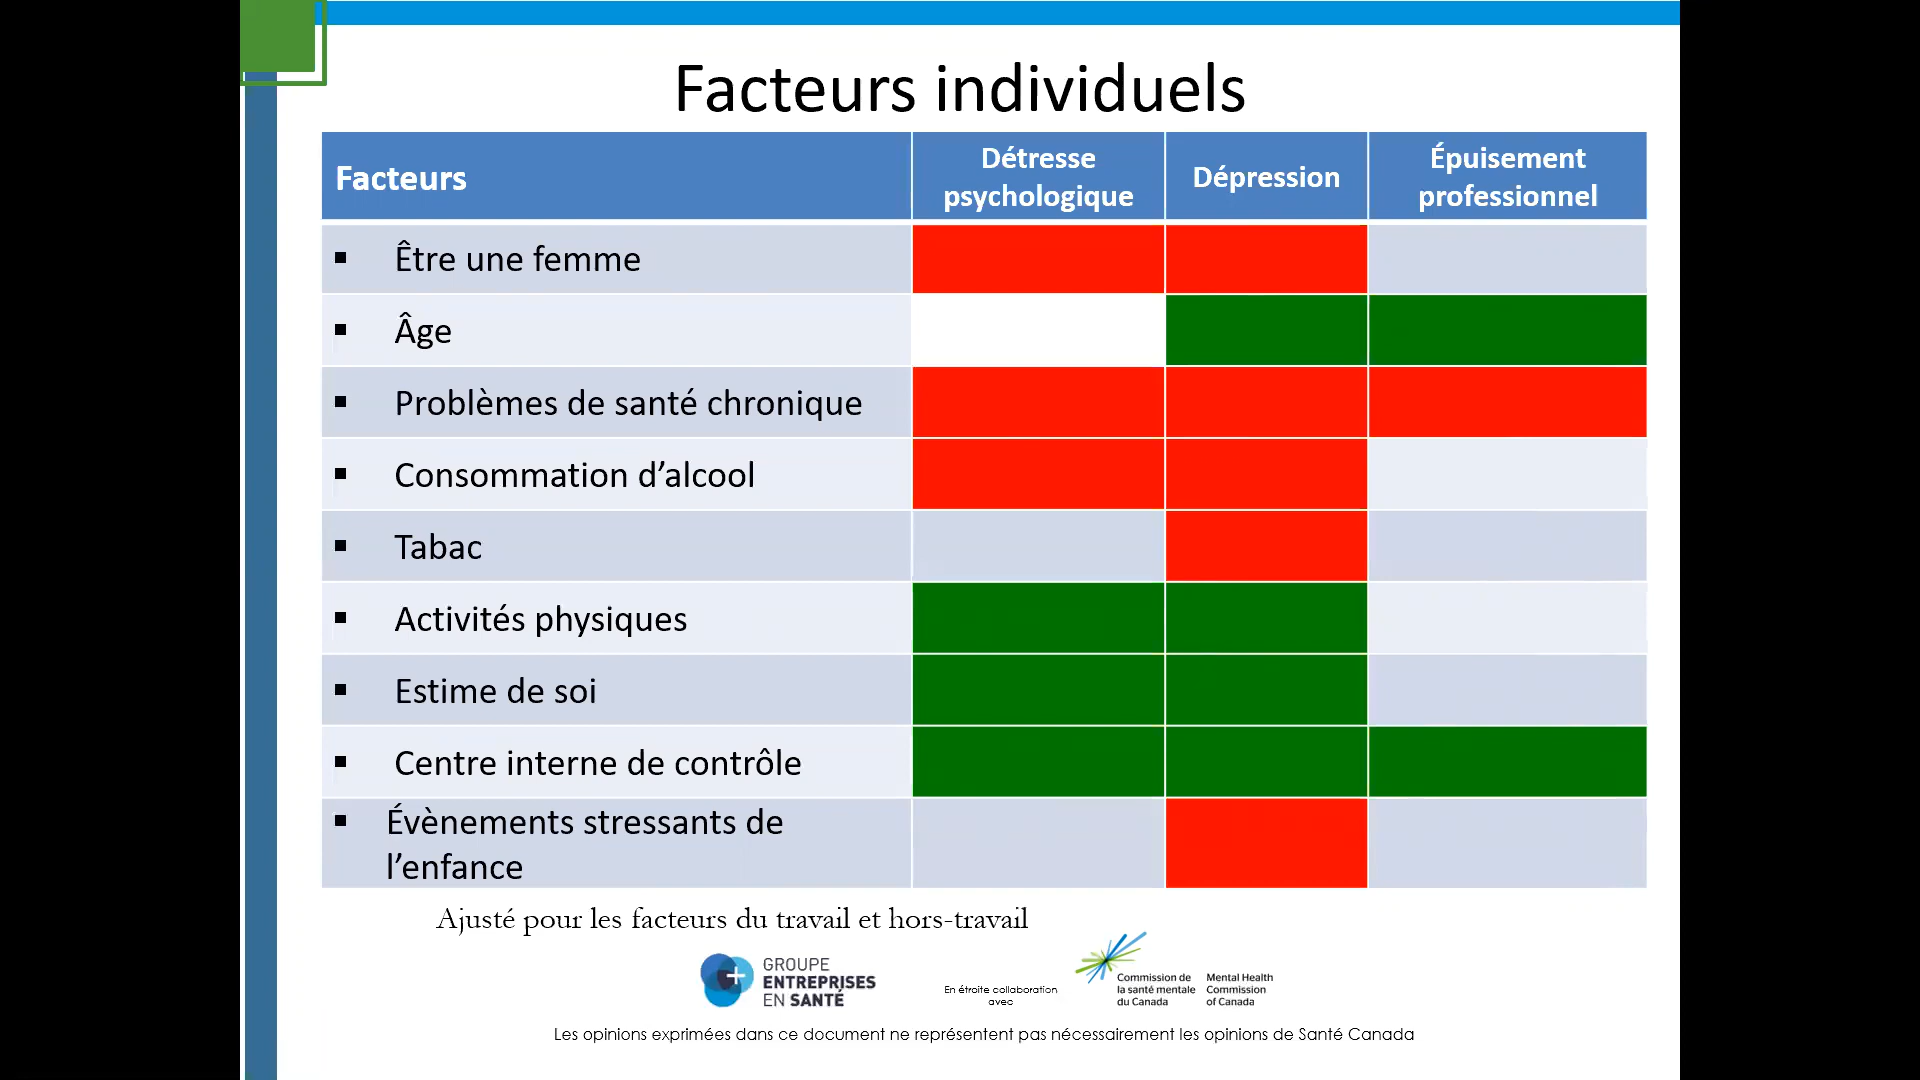 Facteurs individuels
Facteurs
Détresse
psychologique
Dépression
Épuisement
professionnel
▪ Être une femme
▪ Âge
▪ Problèmes de santé chronique
▪ Consommation d’alcool
▪ Tabac
▪ Activités physiques
▪ Estime de soi
▪ Centre interne de contrôle
▪ Évènements stressants de
l’enfance
Ajusté pour les facteurs du travail et hors-travail
GROUPE
ENTREPRISES
EN SANTÉ
En étroite collaboration
avec
Commission de
la santé mentale
du Canada
Mental Health
Commission
of Canada
Les opinions exprimées dans ce document ne représentent pas nécessairement les opinions de Santé Canada